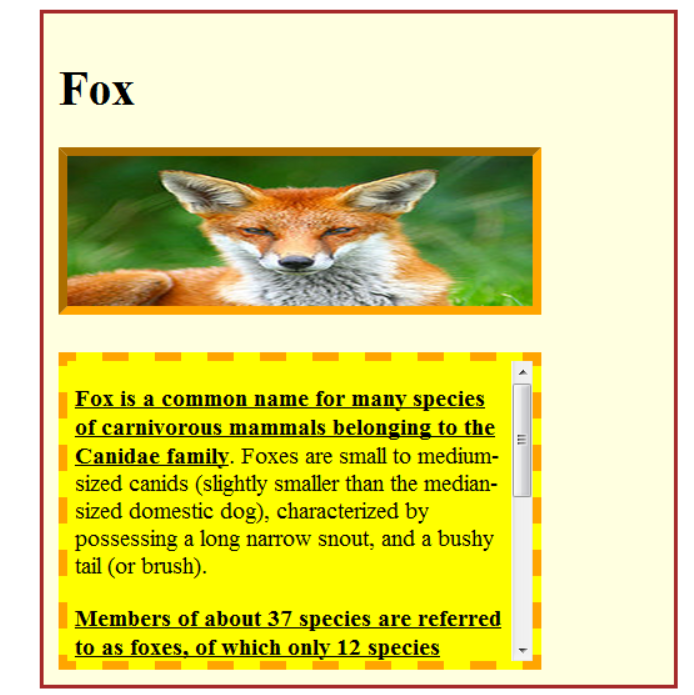 Fox
Fox is a common name for many species
of carnivorous mammals belonging to the
Canidae family. Foxes are small to medium-
sized canids (slightly smaller than the median-
sized domestic dog), characterized by
possessing a long narrow snout, and a bushy
tail (or brush).
Members of about 37 species are referred
to as foxes, of which only 12 species